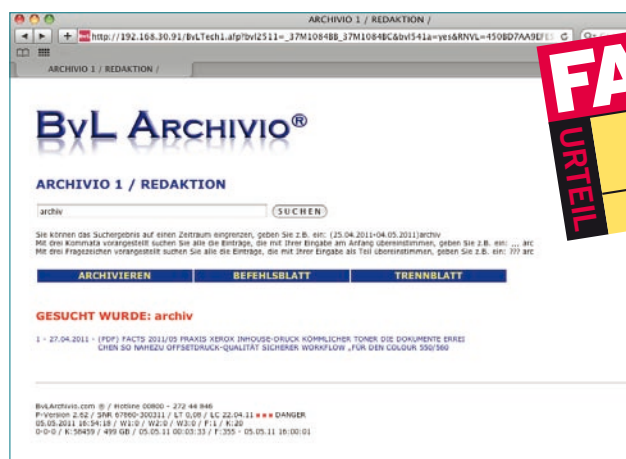 ARCHIVIO 1 / REDAKTION /
http://192.168.30.91/BvLTech1.afp?bvl2511=_37M1084BB_37M1084BC&bvl541a=yes&RNVL=450BD7AA9EFE5
ARCHIVIO 1 / REDAKTION /
FA
URTEIL
BVL ARCHIVIO®
ARCHIVIO 1 / REDAKTION
archiv
(SUCHEN)
Sie können das Suchergebnis auf einen Zeitraum eingrenzen, geben Sie z.B. ein: (25.04.2011-04.05.2011)archiv
Mit drei Kommata vorangestellt suchen Sie alle die Einträge, die mit Ihrer Eingabe am Anfang übereinstimmen, geben Sie z.B. ein: ,,, arc
Mit drei Fragezeichen vorangestellt suchen Sie alle die Einträge, die mit Ihrer Eingabe als Teil übereinstimmen, geben Sie z.B. ein: ??? arc
ARCHIVIEREN BEFEHLSBLATT TRENNBLATT
GESUCHT WURDE: archiv
1 - 27.04.2011 - (PDF) FACTS 2011/05 PRAXIS XEROX INHOUSE-DRUCK KÖMMLICHER TONER DIE DOKUMENTE ERREI
CHEN SO NAHEZU OFFSETDRUCK-QUALITÄT SICHERER WORKFLOW „FÜR DEN COLOUR 550/560
BvLArchivio.com ® / Hotline 00800 - 272 44 846
P-Version 2.62 / SNR 67860-300311 / LT 0,08 / LC 22.04.11 DANGER
05.05.2011 16:54:18 / W1:0 / W2:0 / W3:0 / F:1 / K:20
0-0-0 / K:58459 / 499 GB / 05.05.11 00:03:33 / F:355 - 05.05.11 16:00:01